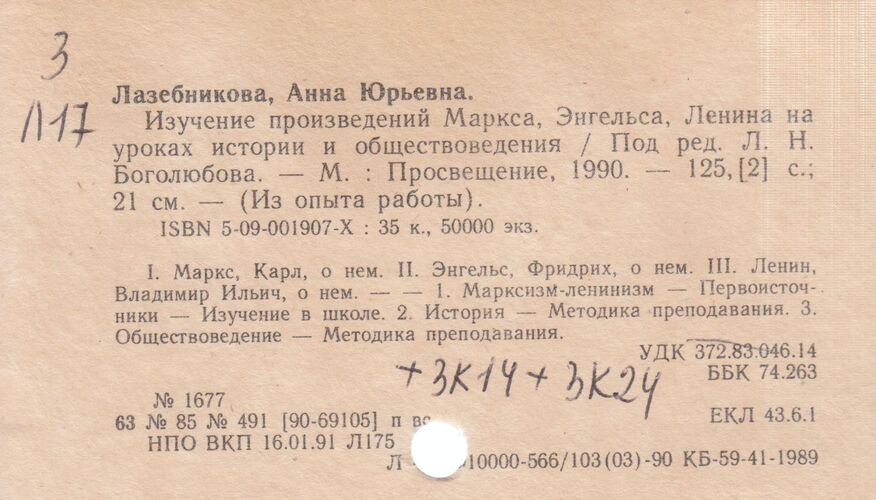 З
Л17
Лазебникова, Анна Юрьевна.
Изучение произведений Маркса, Энгельса, Ленина на
уроках истории и обществоведения / Под ред. Л. Н.
Боголюбова. — М. : Просвещение, 1990. — 125, [2] с.;
21 см. — (Из опыта работы).
ISBN 5-09-001907-X : 35 к., 50000 экз.
I. Маркс, Карл, о нем. II. Энгельс, Фридрих, о нем. III. Ленин,
Владимир Ильич, о нем. — — 1. Марксизм-ленинизм — Первоисточ-
ники — Изучение в школе. 2. История — Методика преподавания. 3.
Обществоведение — Методика преподавания.
УДК 372.83.046.14
+ 3К14 + 3К24
ББК 74.263
№ 1677
63 № 85 № 491 [90-69105] п
ЕКЛ 43.6.1
НПО ВКП 16.01.91 Л175
Л 10000-566/103(03)-90 КБ-59-41-1989